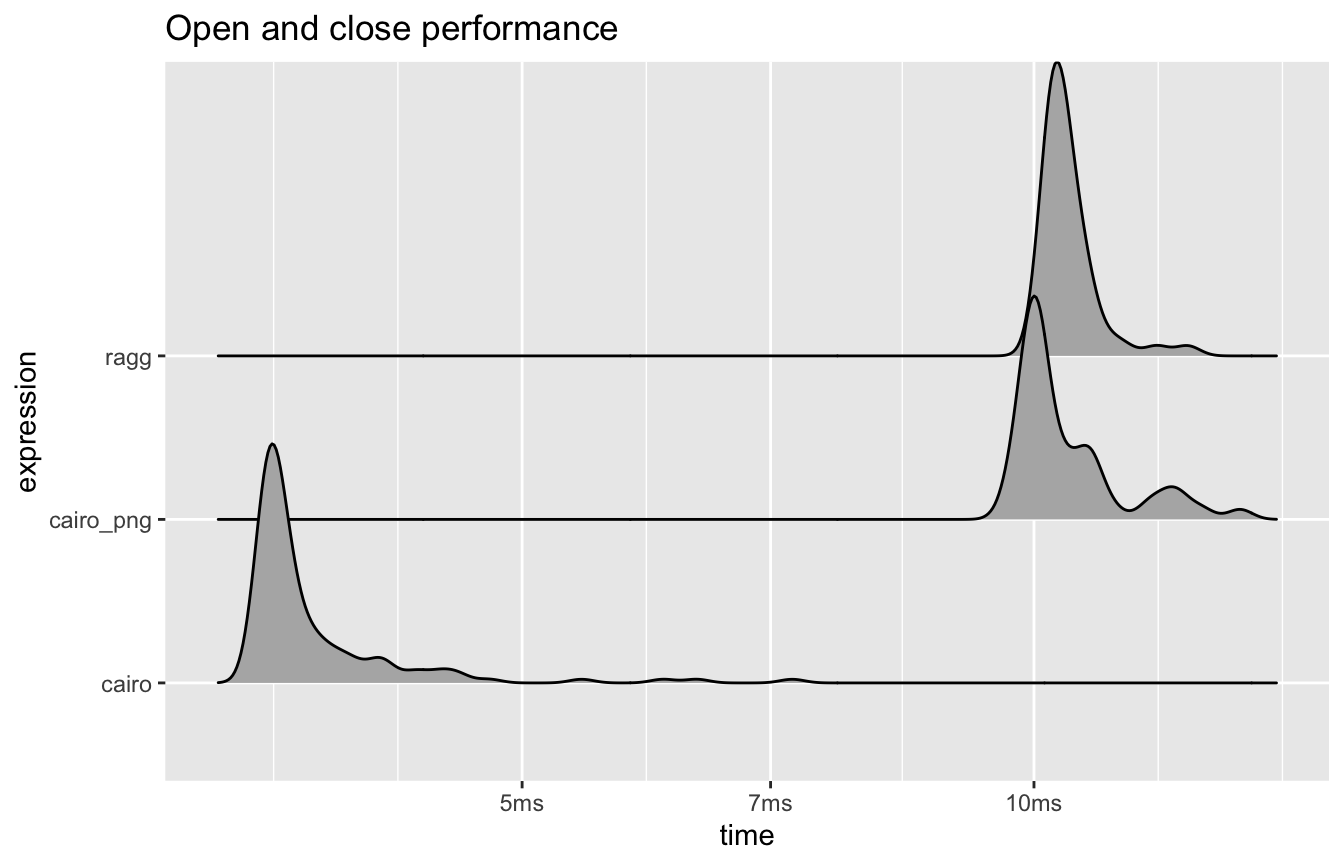 Open and close performance
expression
ragg
cairo_png
cairo
5ms 7ms 10ms
time